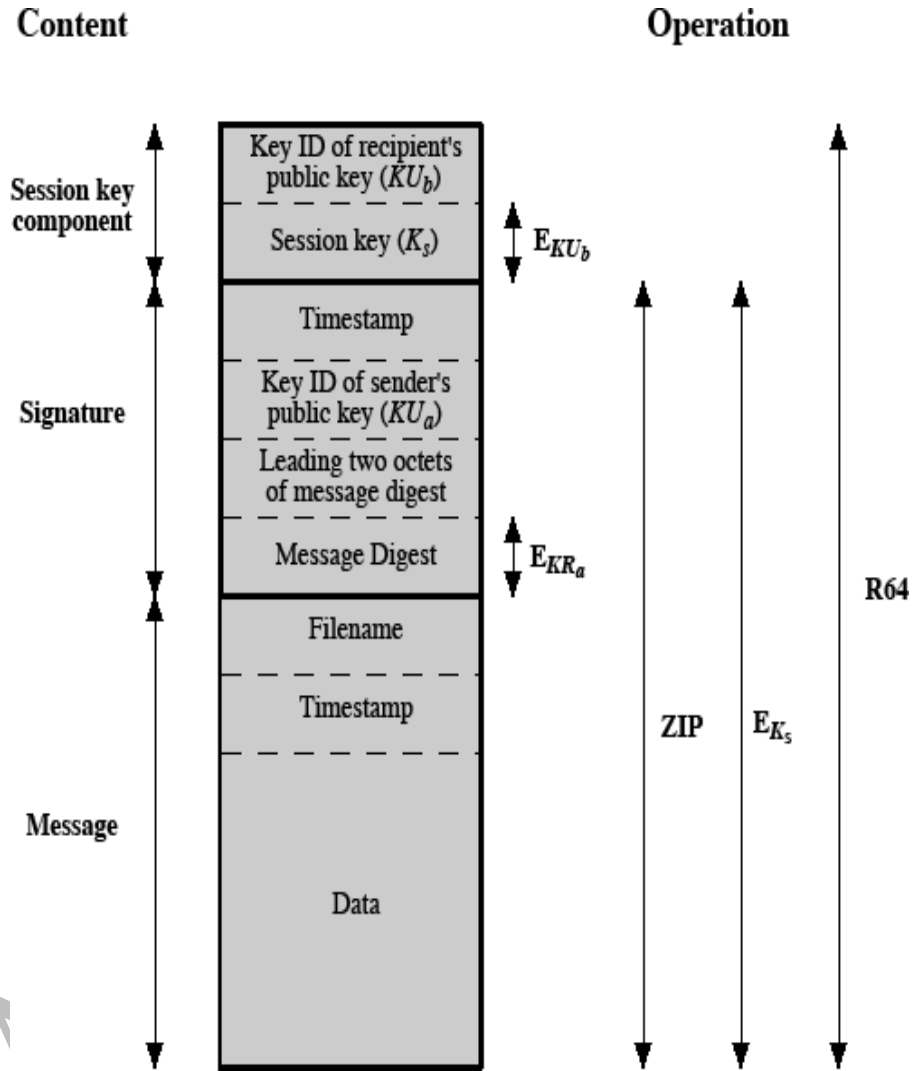 Content
Operation
Key ID of recipient's
public key (KUb)
Session key
component
Session key (Ks)
EKUb
Timestamp
Key ID of sender's
public key (KUa)
Signature
Leading two octets
of message digest
Message Digest
EKRa
R64
Filename
Timestamp
ZIP
EKs
Message
Data